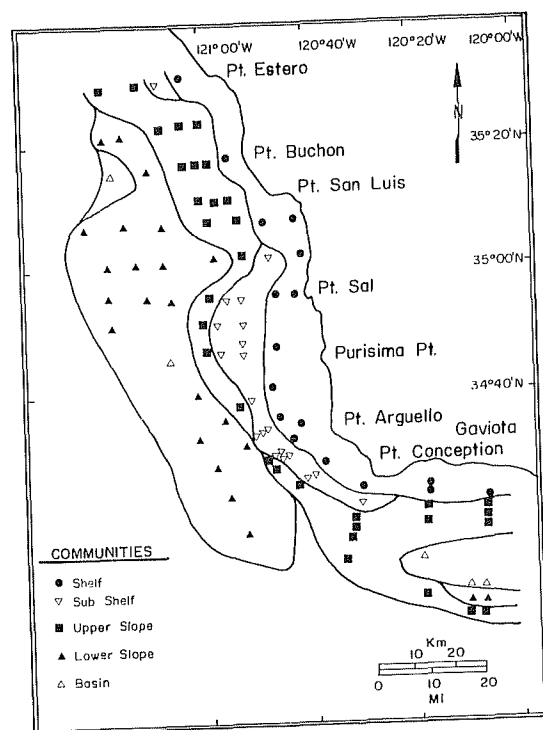 121°00'W 120°40'W 120°20'W 120°00'W
Pt. Estero
N
35°20'N
Pt. Buchon
Pt. San Luis
35°00'N
Pt. Sal
Purisima Pt.
34°40'N
Pt. Arguello
Gaviota
Pt. Conception
COMMUNITIES
Shelf
Sub Shelf
Upper Slope
Lower Slope
Basin
Km
10 20
0 10 20
MI